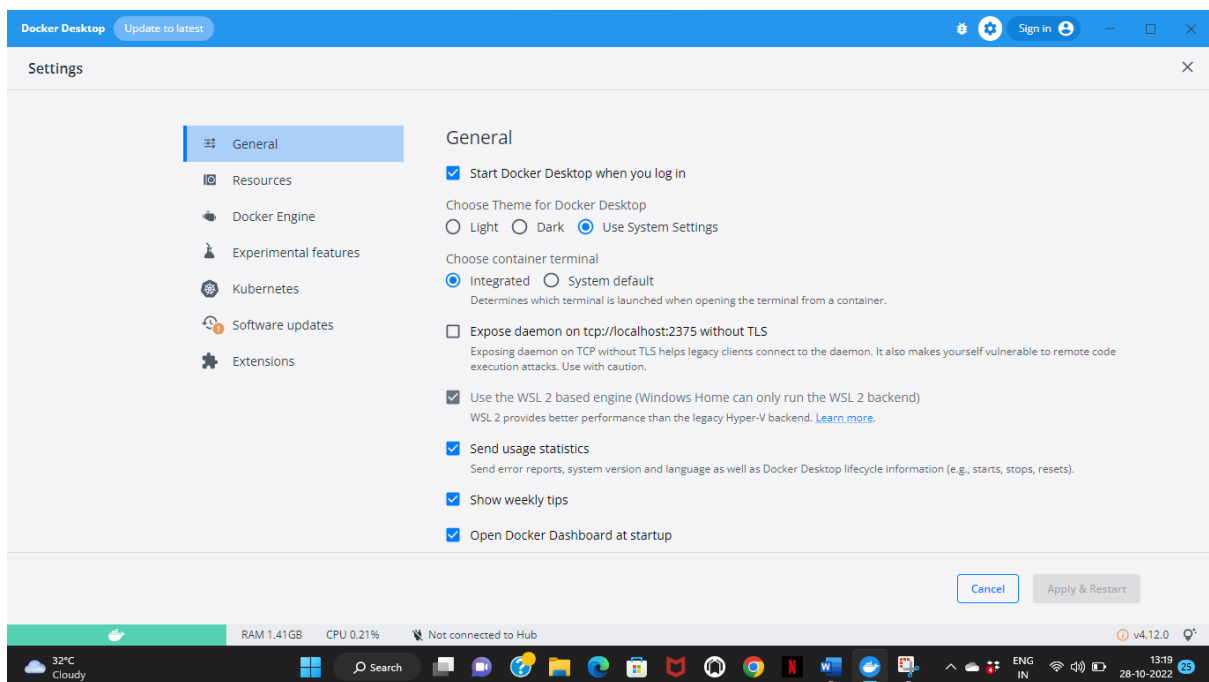 Docker Desktop Update to latest Sign in
Settings
General
Resources
Docker Engine
Experimental features
Kubernetes
Software updates
Extensions
General
Start Docker Desktop when you log in
Choose Theme for Docker Desktop
Light Dark Use System Settings
Choose container terminal
Integrated System default
Determines which terminal is launched when opening the terminal from a container.
Expose daemon on tcp://localhost:2375 without TLS
Exposing daemon on TCP without TLS helps legacy clients connect to the daemon. It also makes yourself vulnerable to remote code
execution attacks. Use with caution.
Use the WSL 2 based engine (Windows Home can only run the WSL 2 backend)
WSL 2 provides better performance than the legacy Hyper-V backend. Learn more.
Send usage statistics
Send error reports, system version and language as well as Docker Desktop lifecycle information (e.g., starts, stops, resets).
Show weekly tips
Open Docker Dashboard at startup
Cancel Apply & Restart
RAM 1.41GB CPU 0.21% Not connected to Hub v4.12.0
32°C
Cloudy
Search
N
W
ENG
IN
13:19
28-10-2022
25